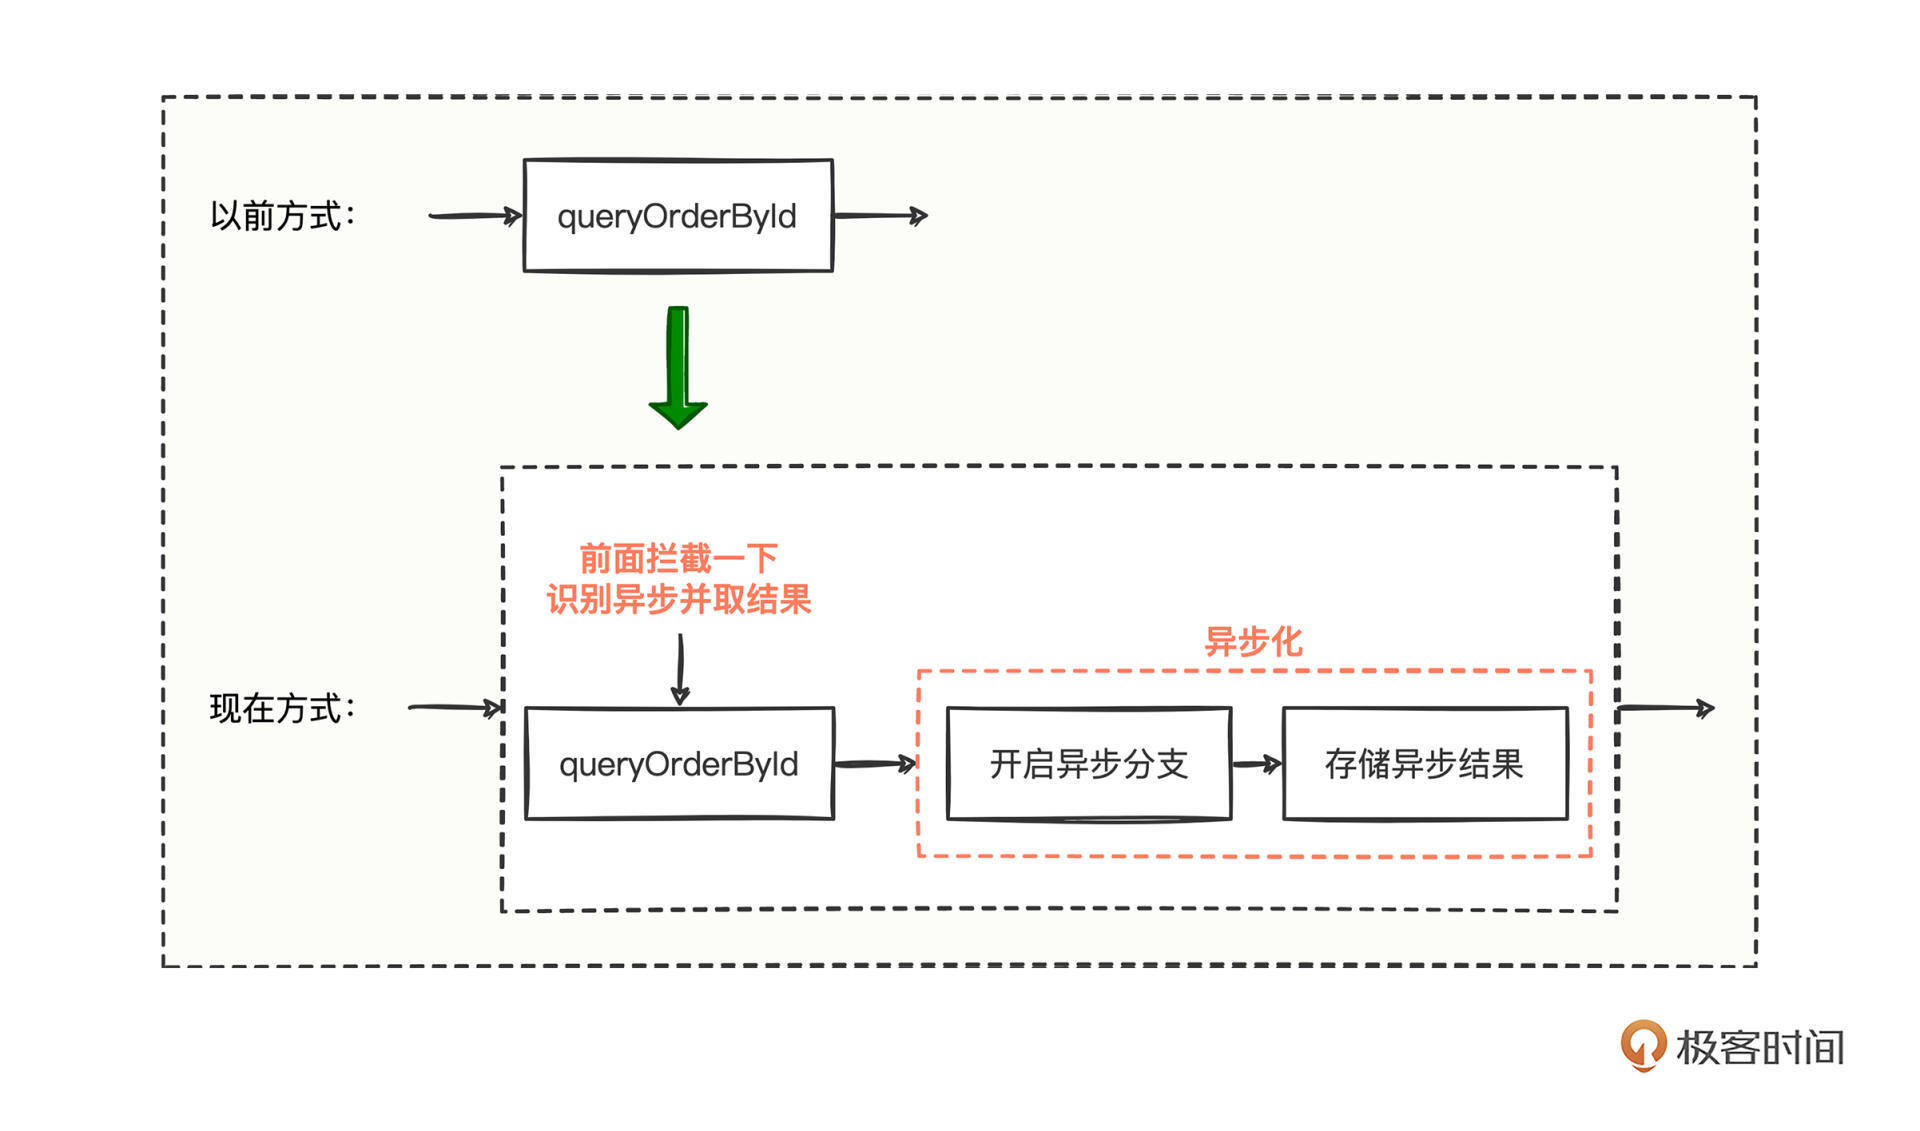 以前方式：
queryOrderById
前面拦截一下
识别异步并取结果
异步化
现在方式：
queryOrderById
开启异步分支
存储异步结果
极客时间